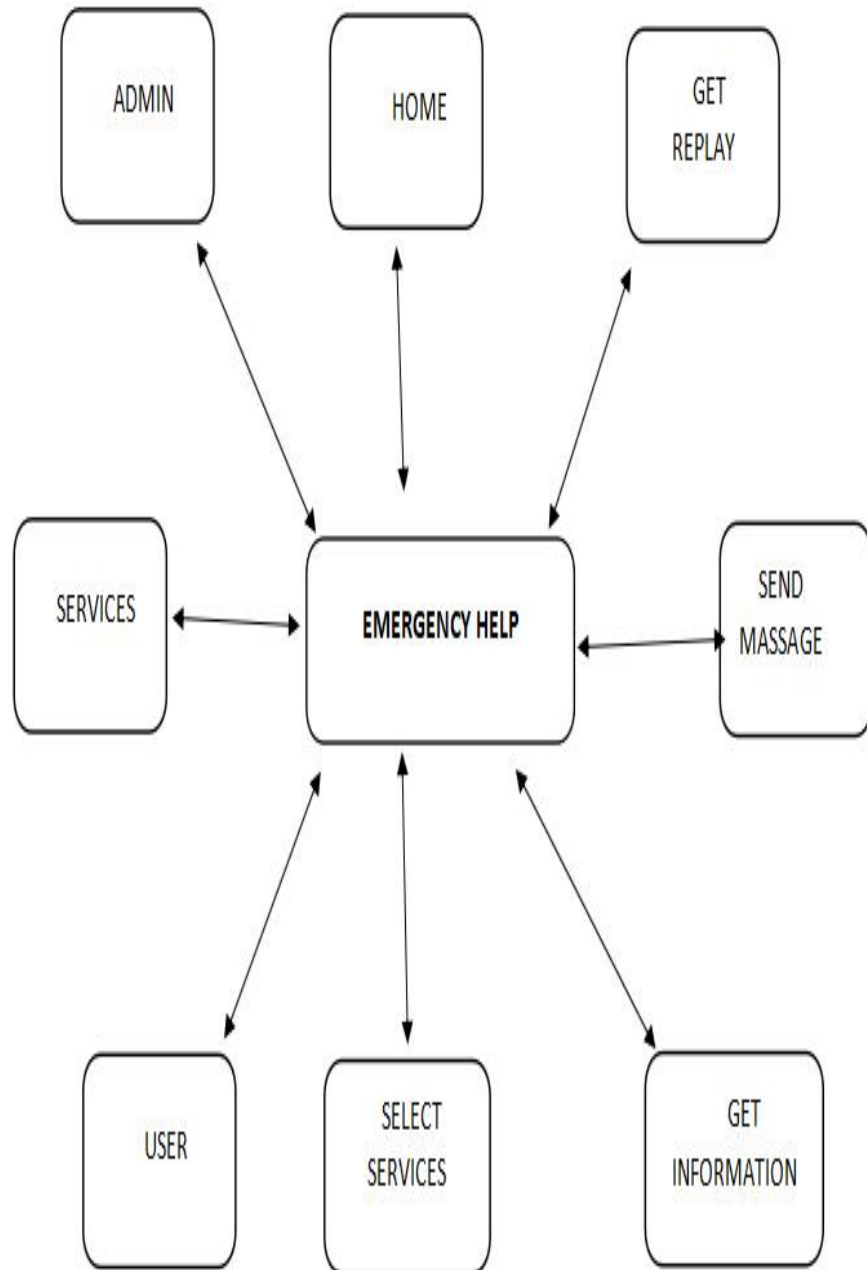 ADMIN
HOME
GET
REPLAY
SERVICES
EMERGENCY HELP
SEND
MASSAGE
USER
SELECT
SERVICES
GET
INFORMATION